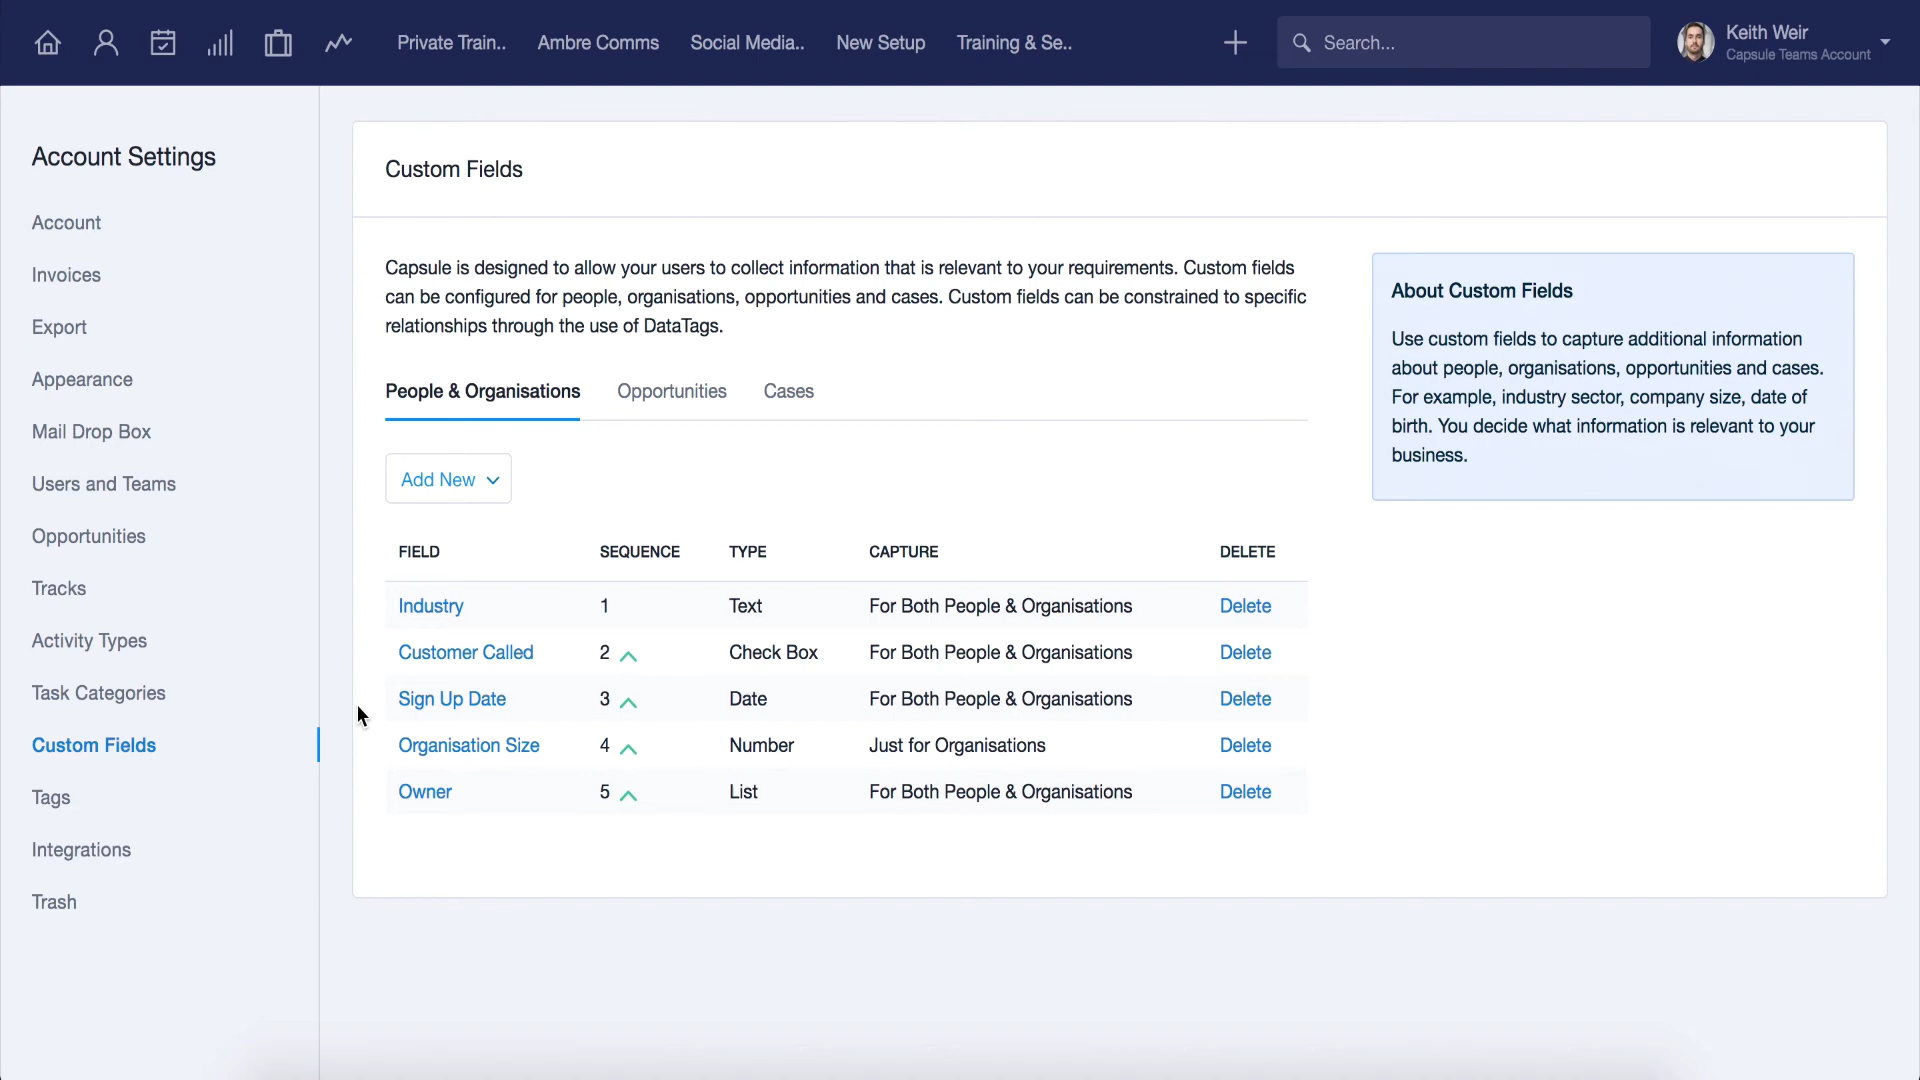 Private Train.. Ambre Comms Social Media.. New Setup Training & Se.. Search... Keith Weir
Capsule Teams Account
Account Settings
Account
Invoices
Export
Appearance
Mail Drop Box
Users and Teams
Opportunities
Tracks
Activity Types
Task Categories
Custom Fields
Tags
Integrations
Trash
Custom Fields
Capsule is designed to allow your users to collect information that is relevant to your requirements. Custom fields
can be configured for people, organisations, opportunities and cases. Custom fields can be constrained to specific
relationships through the use of DataTags.
People & Organisations Opportunities Cases
Add New
FIELD SEQUENCE TYPE CAPTURE DELETE
Industry 1 Text For Both People & Organisations Delete
Customer Called 2 Check Box For Both People & Organisations Delete
Sign Up Date 3 Date For Both People & Organisations Delete
Organisation Size 4 Number Just for Organisations Delete
Owner 5 List For Both People & Organisations Delete
About Custom Fields
Use custom fields to capture additional information
about people, organisations, opportunities and cases.
For example, industry sector, company size, date of
birth. You decide what information is relevant to your
business.